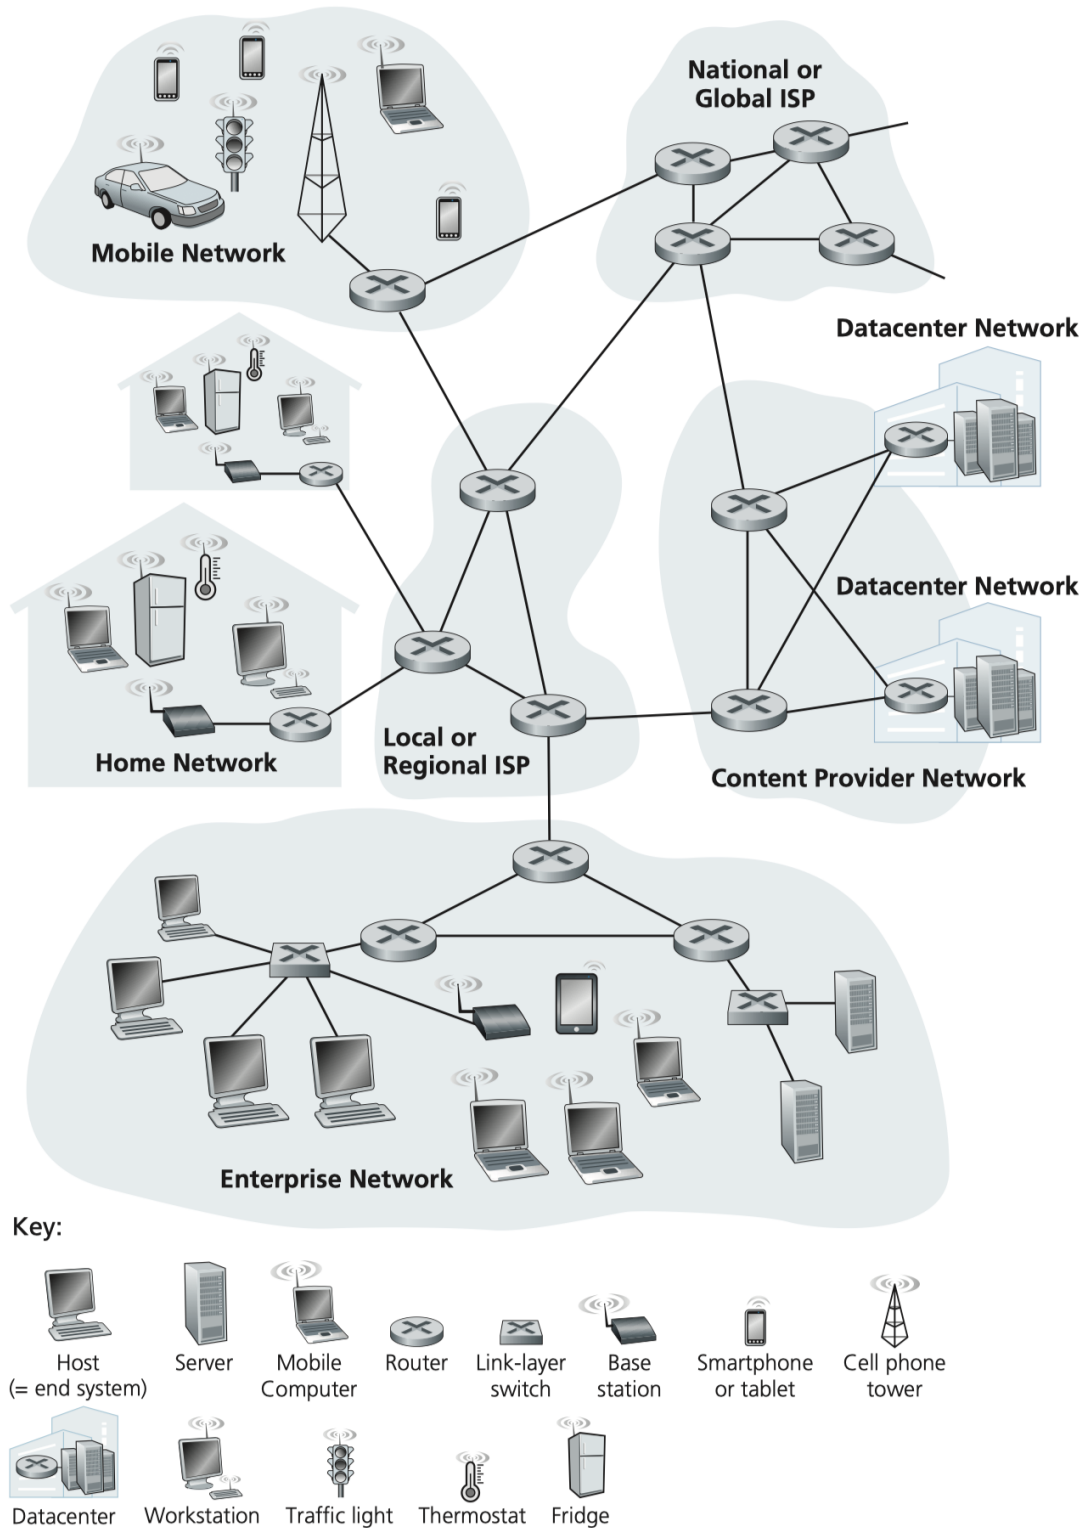 National or
Global ISP
Mobile Network
Datacenter Network
Datacenter Network
Home Network
Local or
Regional ISP
Content Provider Network
Enterprise Network
Key:
Host
(= end system)
Server
Mobile
Computer
Router
Link-layer
switch
Base
station
Smartphone
or tablet
Cell phone
tower
Datacenter
Workstation
Traffic light
Thermostat
Fridge